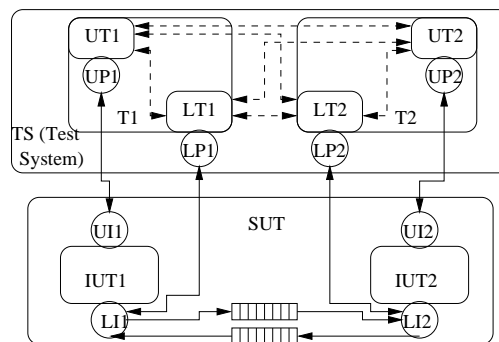 UT1
UT2
UP1
UP2
LT1
LT2
T1
T2
TS (Test
System)
LP1
LP2
UI1
SUT
UI2
IUT1
IUT2
LI1
LI2